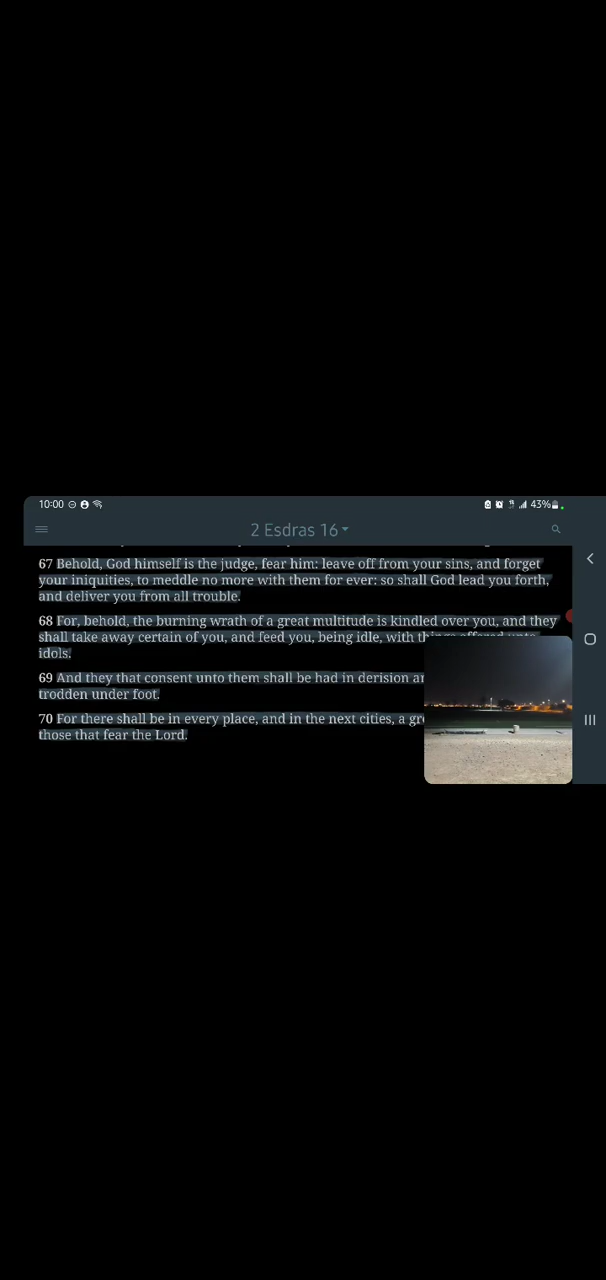 10:00 43%
2 Esdras 16
67 Behold, God himself is the judge, fear him: leave off from your sins, and forget
your iniquities, to meddle no more with them for ever: so shall God lead you forth,
and deliver you from all trouble.
68 For, behold, the burning wrath of a great multitude is kindled over you, and they
shall take away certain of you, and feed you, being idle, with things offered unto
idols.
69 And they that consent unto them shall be had in derision
trodden under foot.
70 For there shall be in every place, and in the next cities, a
those that fear the Lord.